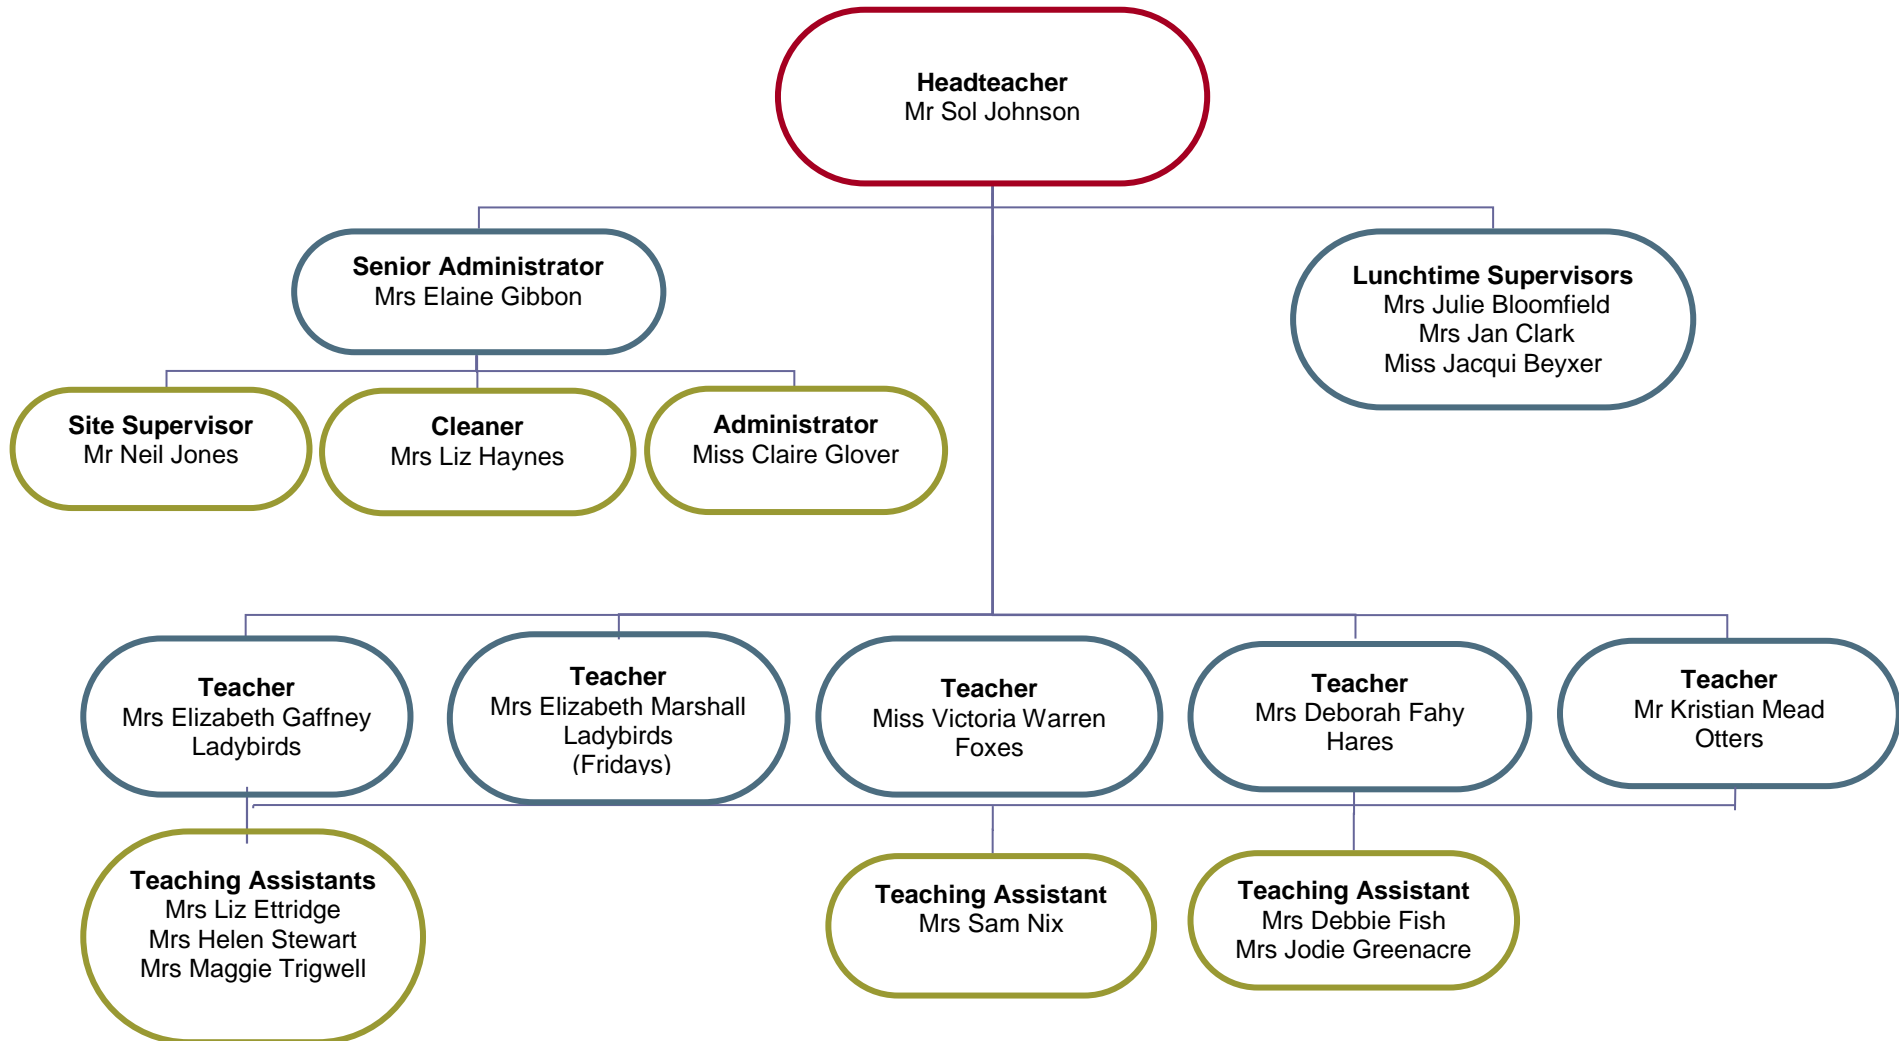 Headteacher
Mr Sol Johnson
Senior Administrator
Mrs Elaine Gibbon
Lunchtime Supervisors
Mrs Julie Bloomfield
Mrs Jan Clark
Miss Jacqui Beyxer
Site Supervisor
Mr Neil Jones
Cleaner
Mrs Liz Haynes
Administrator
Miss Claire Glover
Teacher
Mrs Elizabeth Gaffney
Ladybirds
Teacher
Mrs Elizabeth Marshall
Ladybirds
(Fridays)
Teacher
Miss Victoria Warren
Foxes
Teacher
Mrs Deborah Fahy
Hares
Teacher
Mr Kristian Mead
Otters
Teaching Assistants
Mrs Liz Ettridge
Mrs Helen Stewart
Mrs Maggie Trigwell
Teaching Assistant
Mrs Sam Nix
Teaching Assistant
Mrs Debbie Fish
Mrs Jodie Greenacre